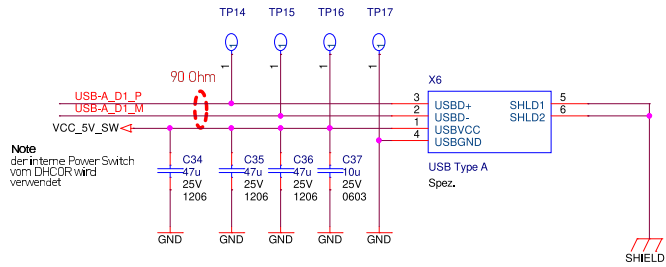 TP14 TP15 TP16 TP17
1 1 1 1
90 Ohm
X6
USB-A_D1_P
USB-A_D1_M
VCC_5V_SW
3 USBD+ SHLD1 5
2 USBD- SHLD2 6
1 USBVCC
4 USBGND
USB Type A
Spez.
Note
der interne Power Switch
vom DHCOR wird
verwendet
C34
47u
25V
1206
C35
47u
25V
1206
C36
47u
25V
1206
C37
10u
25V
0603
GND GND GND GND GND
SHIELD